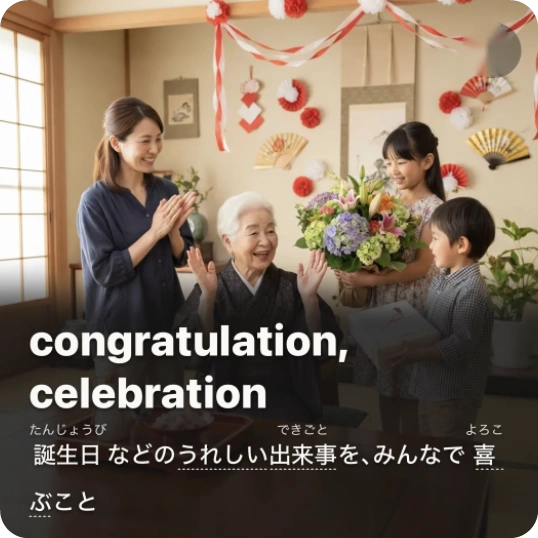 congratulation,
celebration
たんじょうび できごと よろこ
誕生日 などのうれしい出来事を、みんなで 喜
ぶこと